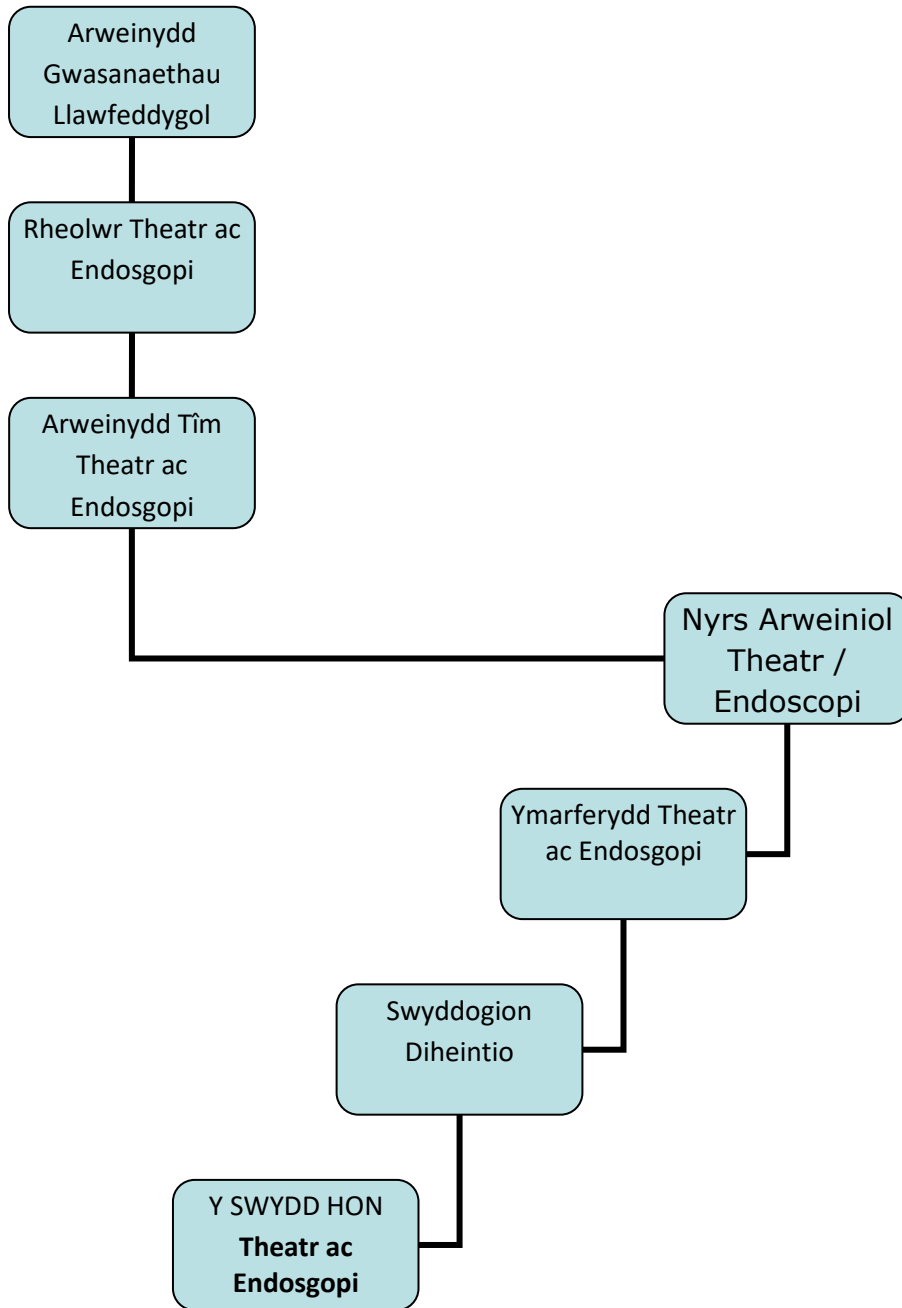 Arweinydd
Gwasanaethau
Llawfeddygol
Rheolwr Theatr ac
Endosgopi
Arweinydd Tîm
Theatr ac
Endosgopi
Nyrs Arweiniol
Theatr /
Endoscopi
Ymarferydd Theatr
ac Endosgopi
Swyddogion
Diheintio
Y SWYDD HON
Theatr ac
Endosgopi